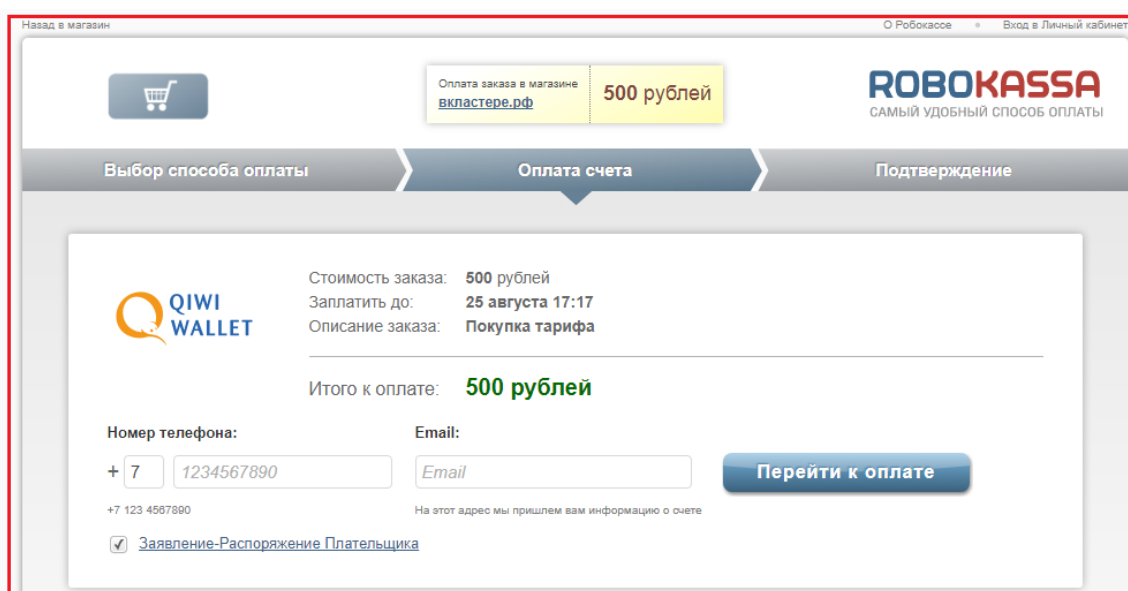 Назад в магазин
О Робокассе
Вход в Личный кабинет
Оплата заказа в магазине
вкластере.рф
500 рублей
ROBOKASSA
САМЫЙ УДОБНЫЙ СПОСОБ ОПЛАТЫ
Выбор способа оплаты
Оплата счета
Подтверждение
QIWI
WALLET
Стоимость заказа: 500 рублей
Заплатить до: 25 августа 17:17
Описание заказа: Покупка тарифа
Итого к оплате: 500 рублей
Номер телефона:
Email:
+ 7 1234567890
Email
Перейти к оплате
+7 123 4567890
На этот адрес мы пришлем вам информацию о счете
Заявление-Распоряжение Плательщика